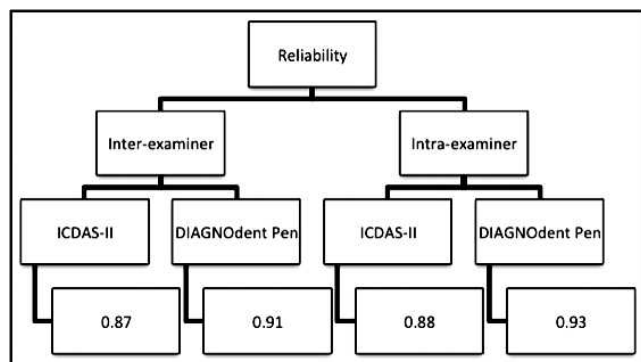 Reliability
Inter-examiner
Intra-examiner
ICDAS-II
DIAGNOdent Pen
ICDAS-II
DIAGNOdent Pen
0.87
0.91
0.88
0.93